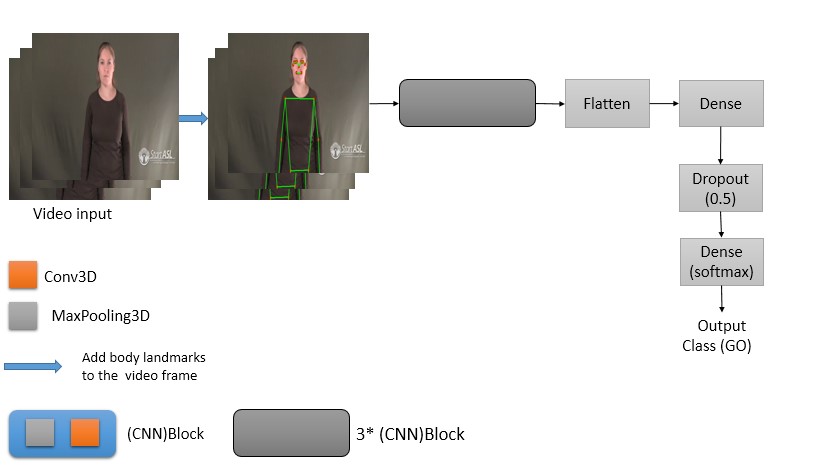 StartASL
StartASL
Video input
Flatten
Dense
Dropout
(0.5)
Dense
(softmax)
Output
Class (GO)
Conv3D
MaxPooling3D
Add body landmarks
to the video frame
(CNN)Block
3* (CNN)Block